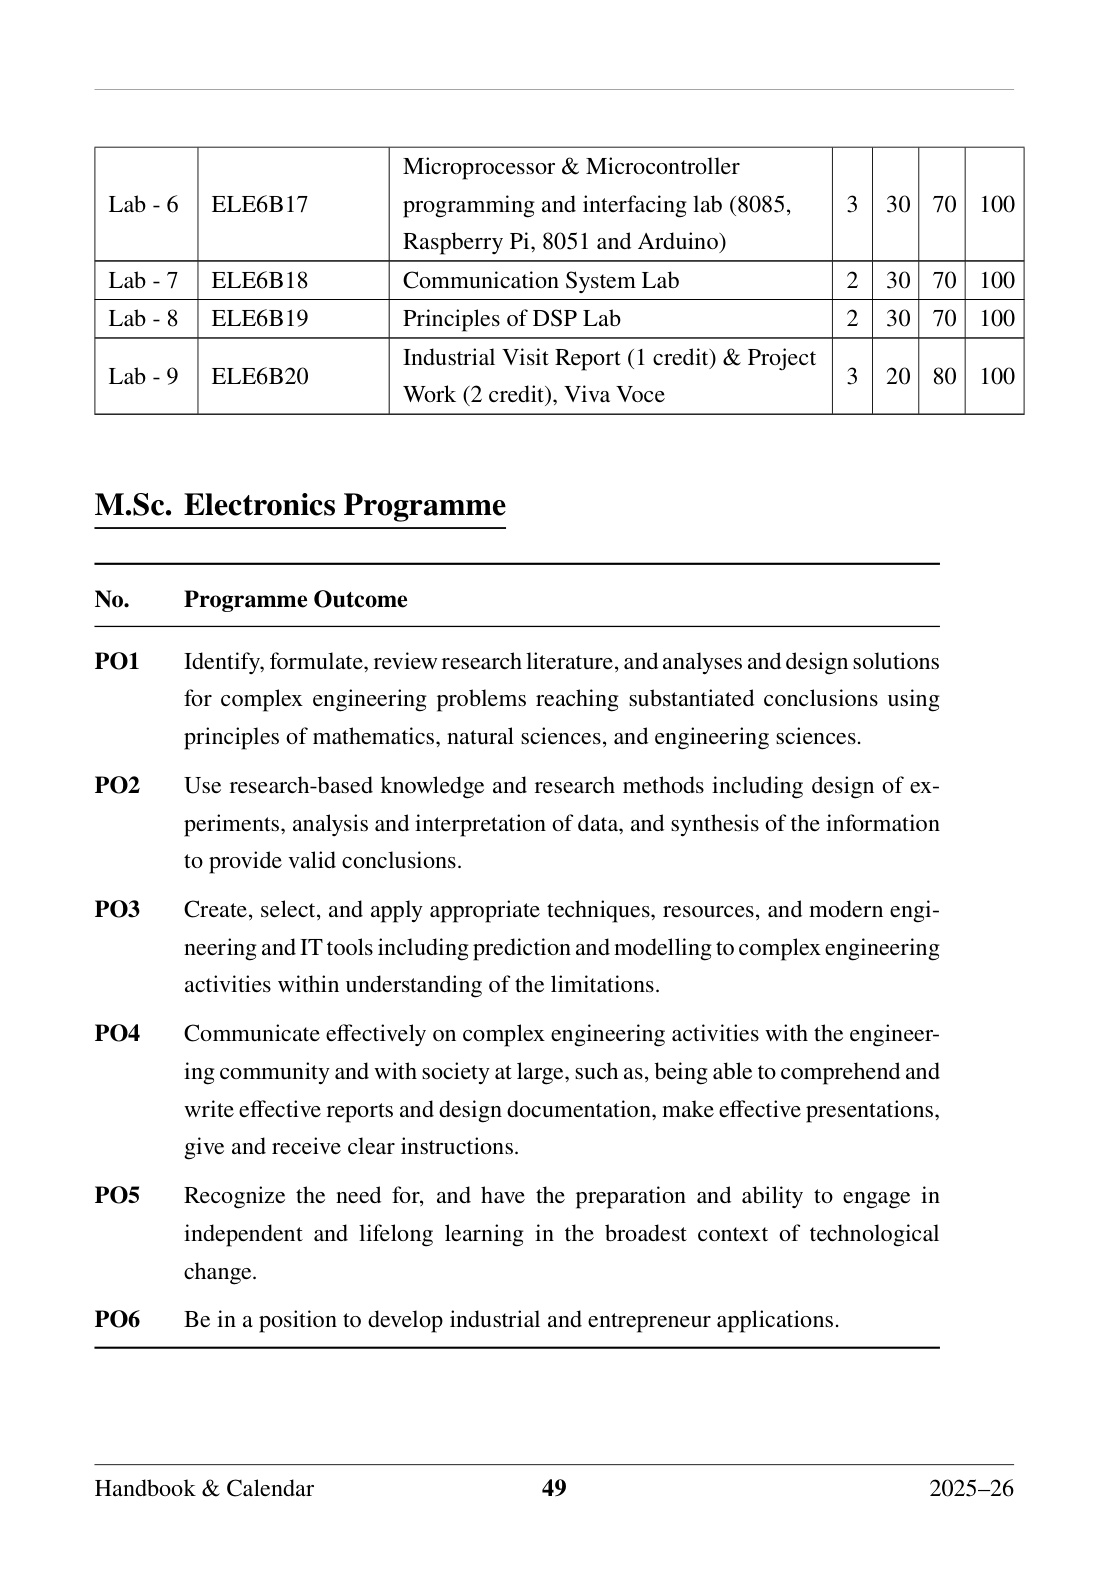 Microprocessor & Microcontroller
Lab - 6 ELE6B17 programming and interfacing lab (8085, 3 30 70 100
Raspberry Pi, 8051 and Arduino)
Lab - 7 ELE6B18 Communication System Lab 2 30 70 100
Lab - 8 ELE6B19 Principles of DSP Lab 2 30 70 100
Industrial Visit Report (1 credit) & Project
Lab - 9 ELE6B20 3 20 80 100
Work (2 credit), Viva Voce
M.Sc. Electronics Programme
No. Programme Outcome
PO1 Identify, formulate, review research literature, and analyses and design solutions
for complex engineering problems reaching substantiated conclusions using
principles of mathematics, natural sciences, and engineering sciences.
PO2 Use research-based knowledge and research methods including design of ex-
periments, analysis and interpretation of data, and synthesis of the information
to provide valid conclusions.
PO3 Create, select, and apply appropriate techniques, resources, and modern engi-
neering and IT tools including prediction and modelling to complex engineering
activities within understanding of the limitations.
PO4 Communicate effectively on complex engineering activities with the engineer-
ing community and with society at large, such as, being able to comprehend and
write effective reports and design documentation, make effective presentations,
give and receive clear instructions.
PO5 Recognize the need for, and have the preparation and ability to engage in
independent and lifelong learning in the broadest context of technological
change.
PO6 Be in a position to develop industrial and entrepreneur applications.
Handbook & Calendar 49 2025–26